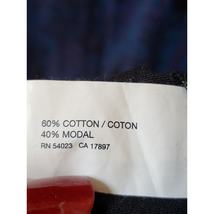 60% COTTON / COTON
40% MODAL
RN 54023 CA 17897